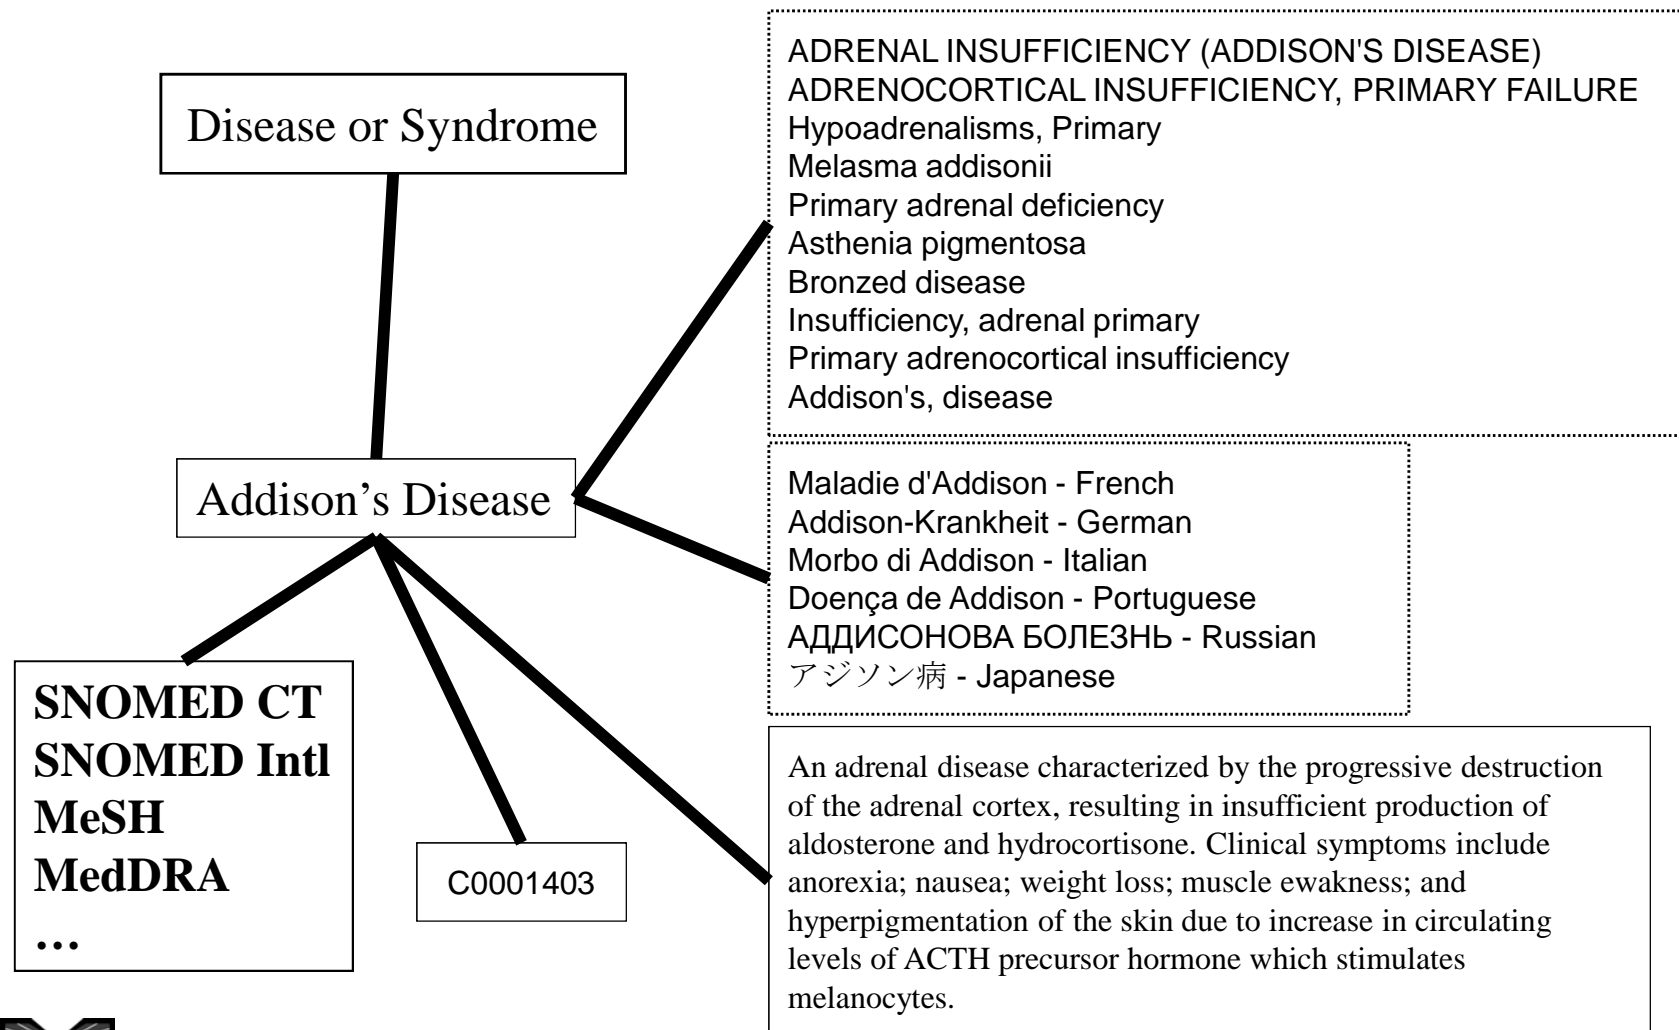 Disease or Syndrome
ADRENAL INSUFFICIENCY (ADDISON'S DISEASE)
ADRENOCORTICAL INSUFFICIENCY, PRIMARY FAILURE
Hypoadrenalisms, Primary
Melasma addisonii
Primary adrenal deficiency
Asthenia pigmentosa
Bronzed disease
Insufficiency, adrenal primary
Primary adrenocortical insufficiency
Addison's, disease
Addison’s Disease
Maladie d'Addison - French
Addison-Krankheit - German
Morbo di Addison - Italian
Doença de Addison - Portuguese
АДДИСОНОВА БОЛЕЗНЬ - Russian
アジソン病 - Japanese
SNOMED CT
SNOMED Intl
MeSH
MedDRA
…
C0001403
An adrenal disease characterized by the progressive destruction
of the adrenal cortex, resulting in insufficient production of
aldosterone and hydrocortisone. Clinical symptoms include
anorexia; nausea; weight loss; muscle ewakness; and
hyperpigmentation of the skin due to increase in circulating
levels of ACTH precursor hormone which stimulates
melanocytes.